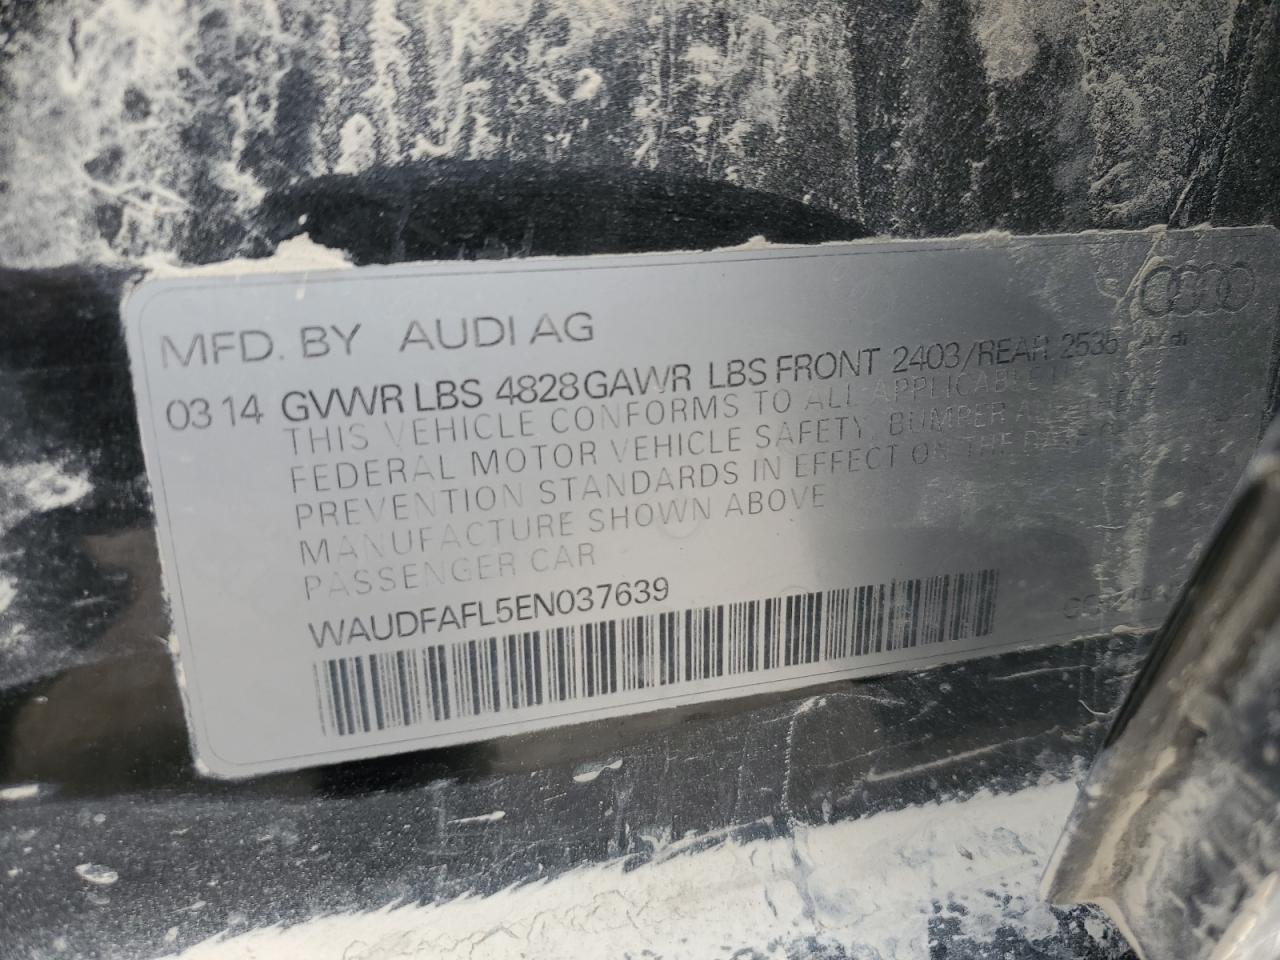 MFD. BY AUDI AG
03 14 GVWR LBS 4828 GAWR LBS FRONT 2403/REAR 2535 Audi
THIS VEHICLE CONFORMS TO ALL APPLICABLE
FEDERAL MOTOR VEHICLE SAFETY, BUMPER AND THEFT
PREVENTION STANDARDS IN EFFECT ON THE DATE OF
MANUFACTURE SHOWN ABOVE
PASSENGER CAR
WAUDFAFL5EN037639